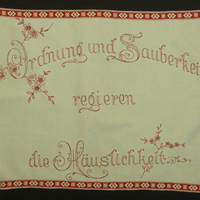 Ordnung und Sauberkeit
regieren
die Häuslichkeit.